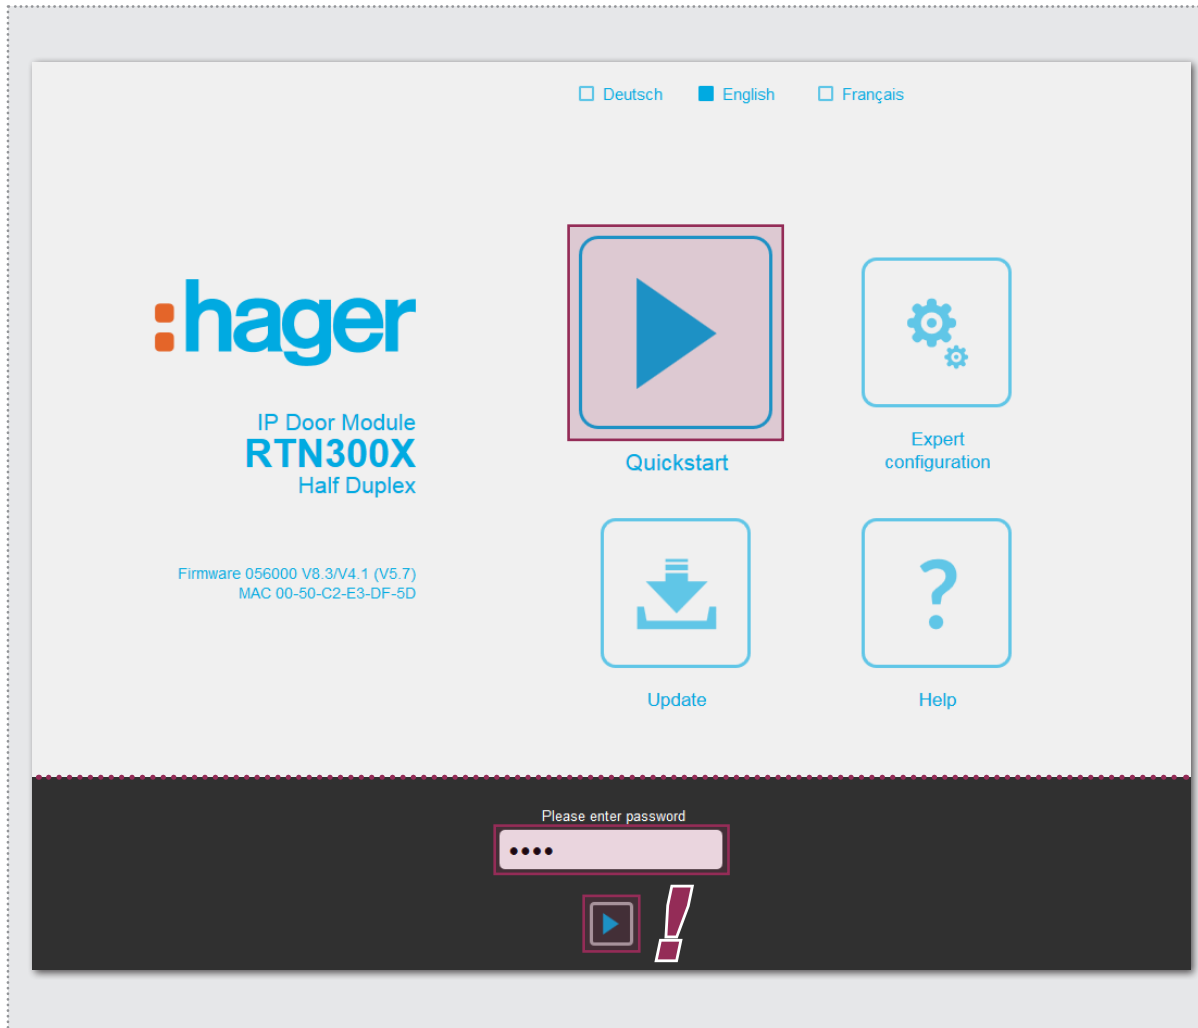 Deutsch English Français
:hager
IP Door Module
RTN300X
Half Duplex
Firmware 056000 V8.3/V4.1 (V5.7)
MAC 00-50-C2-E3-DF-5D
Quickstart
Expert
configuration
?
Update
Help
Please enter password
••••
!